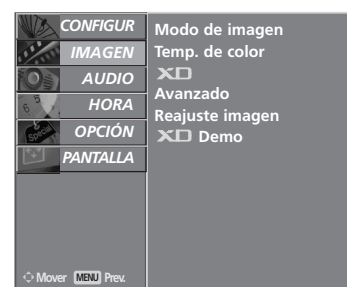 CONFIGUR
IMAGEN
AUDIO
HORA
OPCIÓN
PANTALLA
Modo de imagen
Temp. de color
XD
Avanzado
Reajuste imagen
XD Demo
Mover MENU Prev.
Special